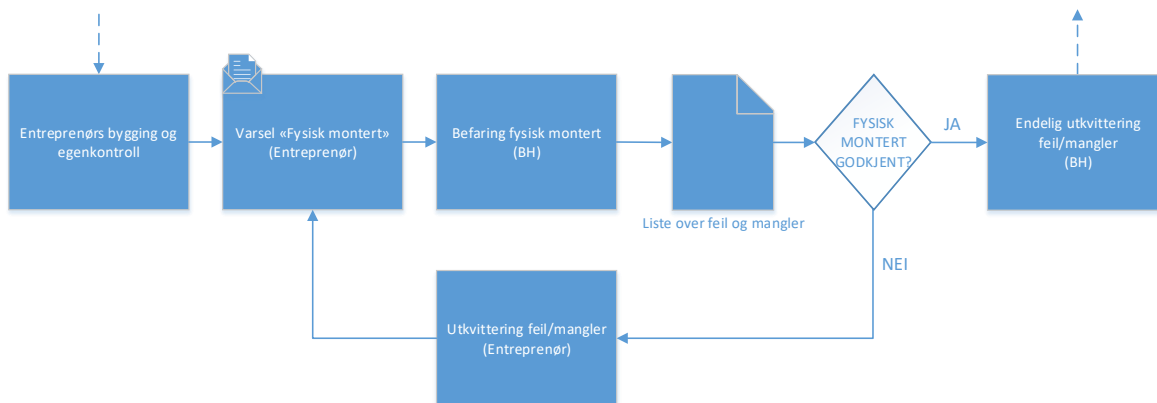 Entreprenørs bygging og
egenkontroll
Varsel «Fysisk montert»
(Entreprenør)
Befaring fysisk montert
(BH)
Liste over feil og mangler
FYSISK
MONTERT
GODKJENT?
JA
Endelig utkvittering
feil/mangler
(BH)
NEI
Utkvittering feil/mangler
(Entreprenør)